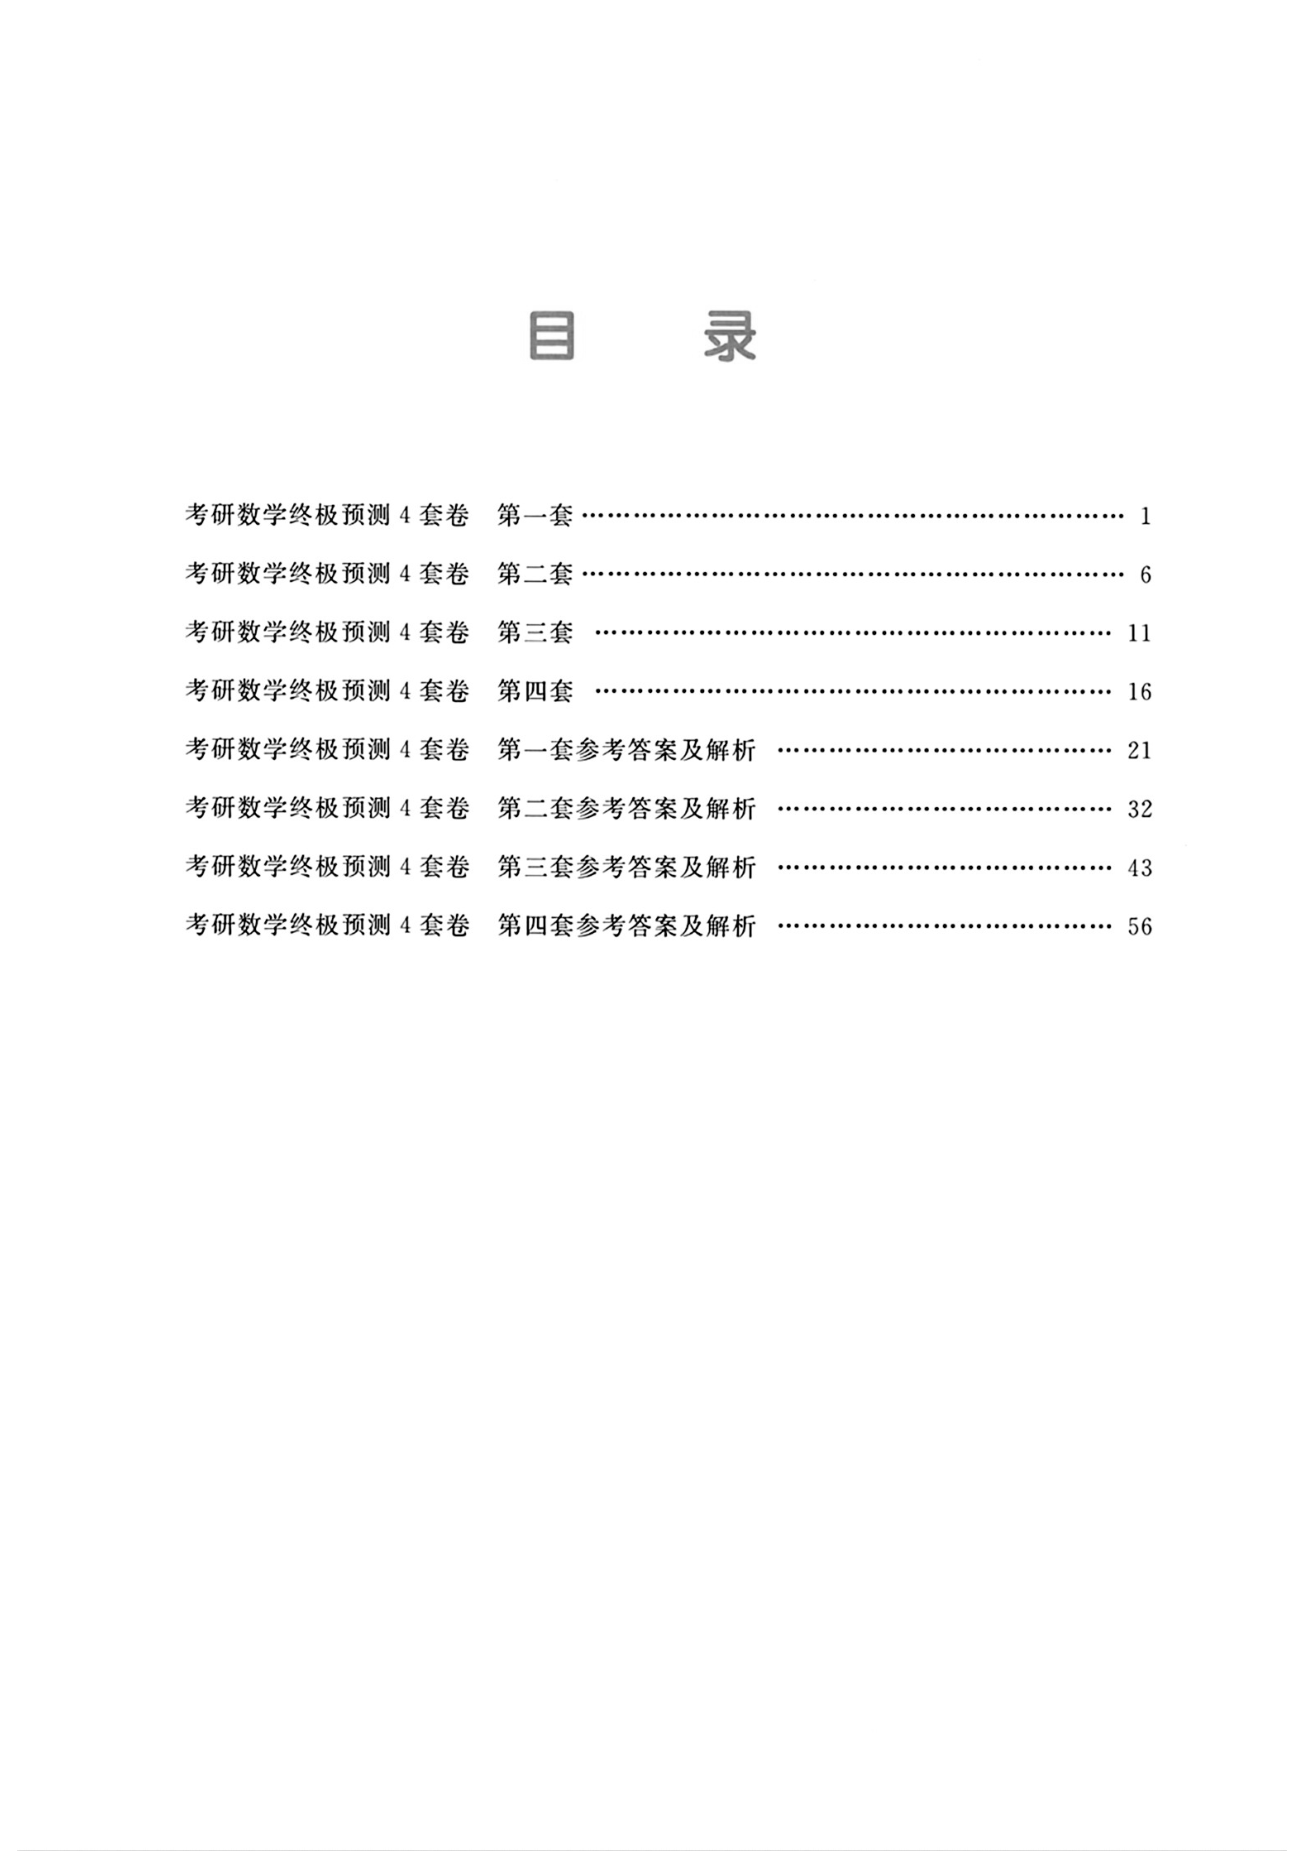 目 录
考研数学终极预测 4 套卷 第一套…………………………………………………………… 1
考研数学终极预测 4 套卷 第二套…………………………………………………………… 6
考研数学终极预测 4 套卷 第三套 ………………………………………………………… 11
考研数学终极预测 4 套卷 第四套 ………………………………………………………… 16
考研数学终极预测 4 套卷 第一套参考答案及解析 …………………………………… 21
考研数学终极预测 4 套卷 第二套参考答案及解析 …………………………………… 32
考研数学终极预测 4 套卷 第三套参考答案及解析 …………………………………… 43
考研数学终极预测 4 套卷 第四套参考答案及解析 …………………………………… 56